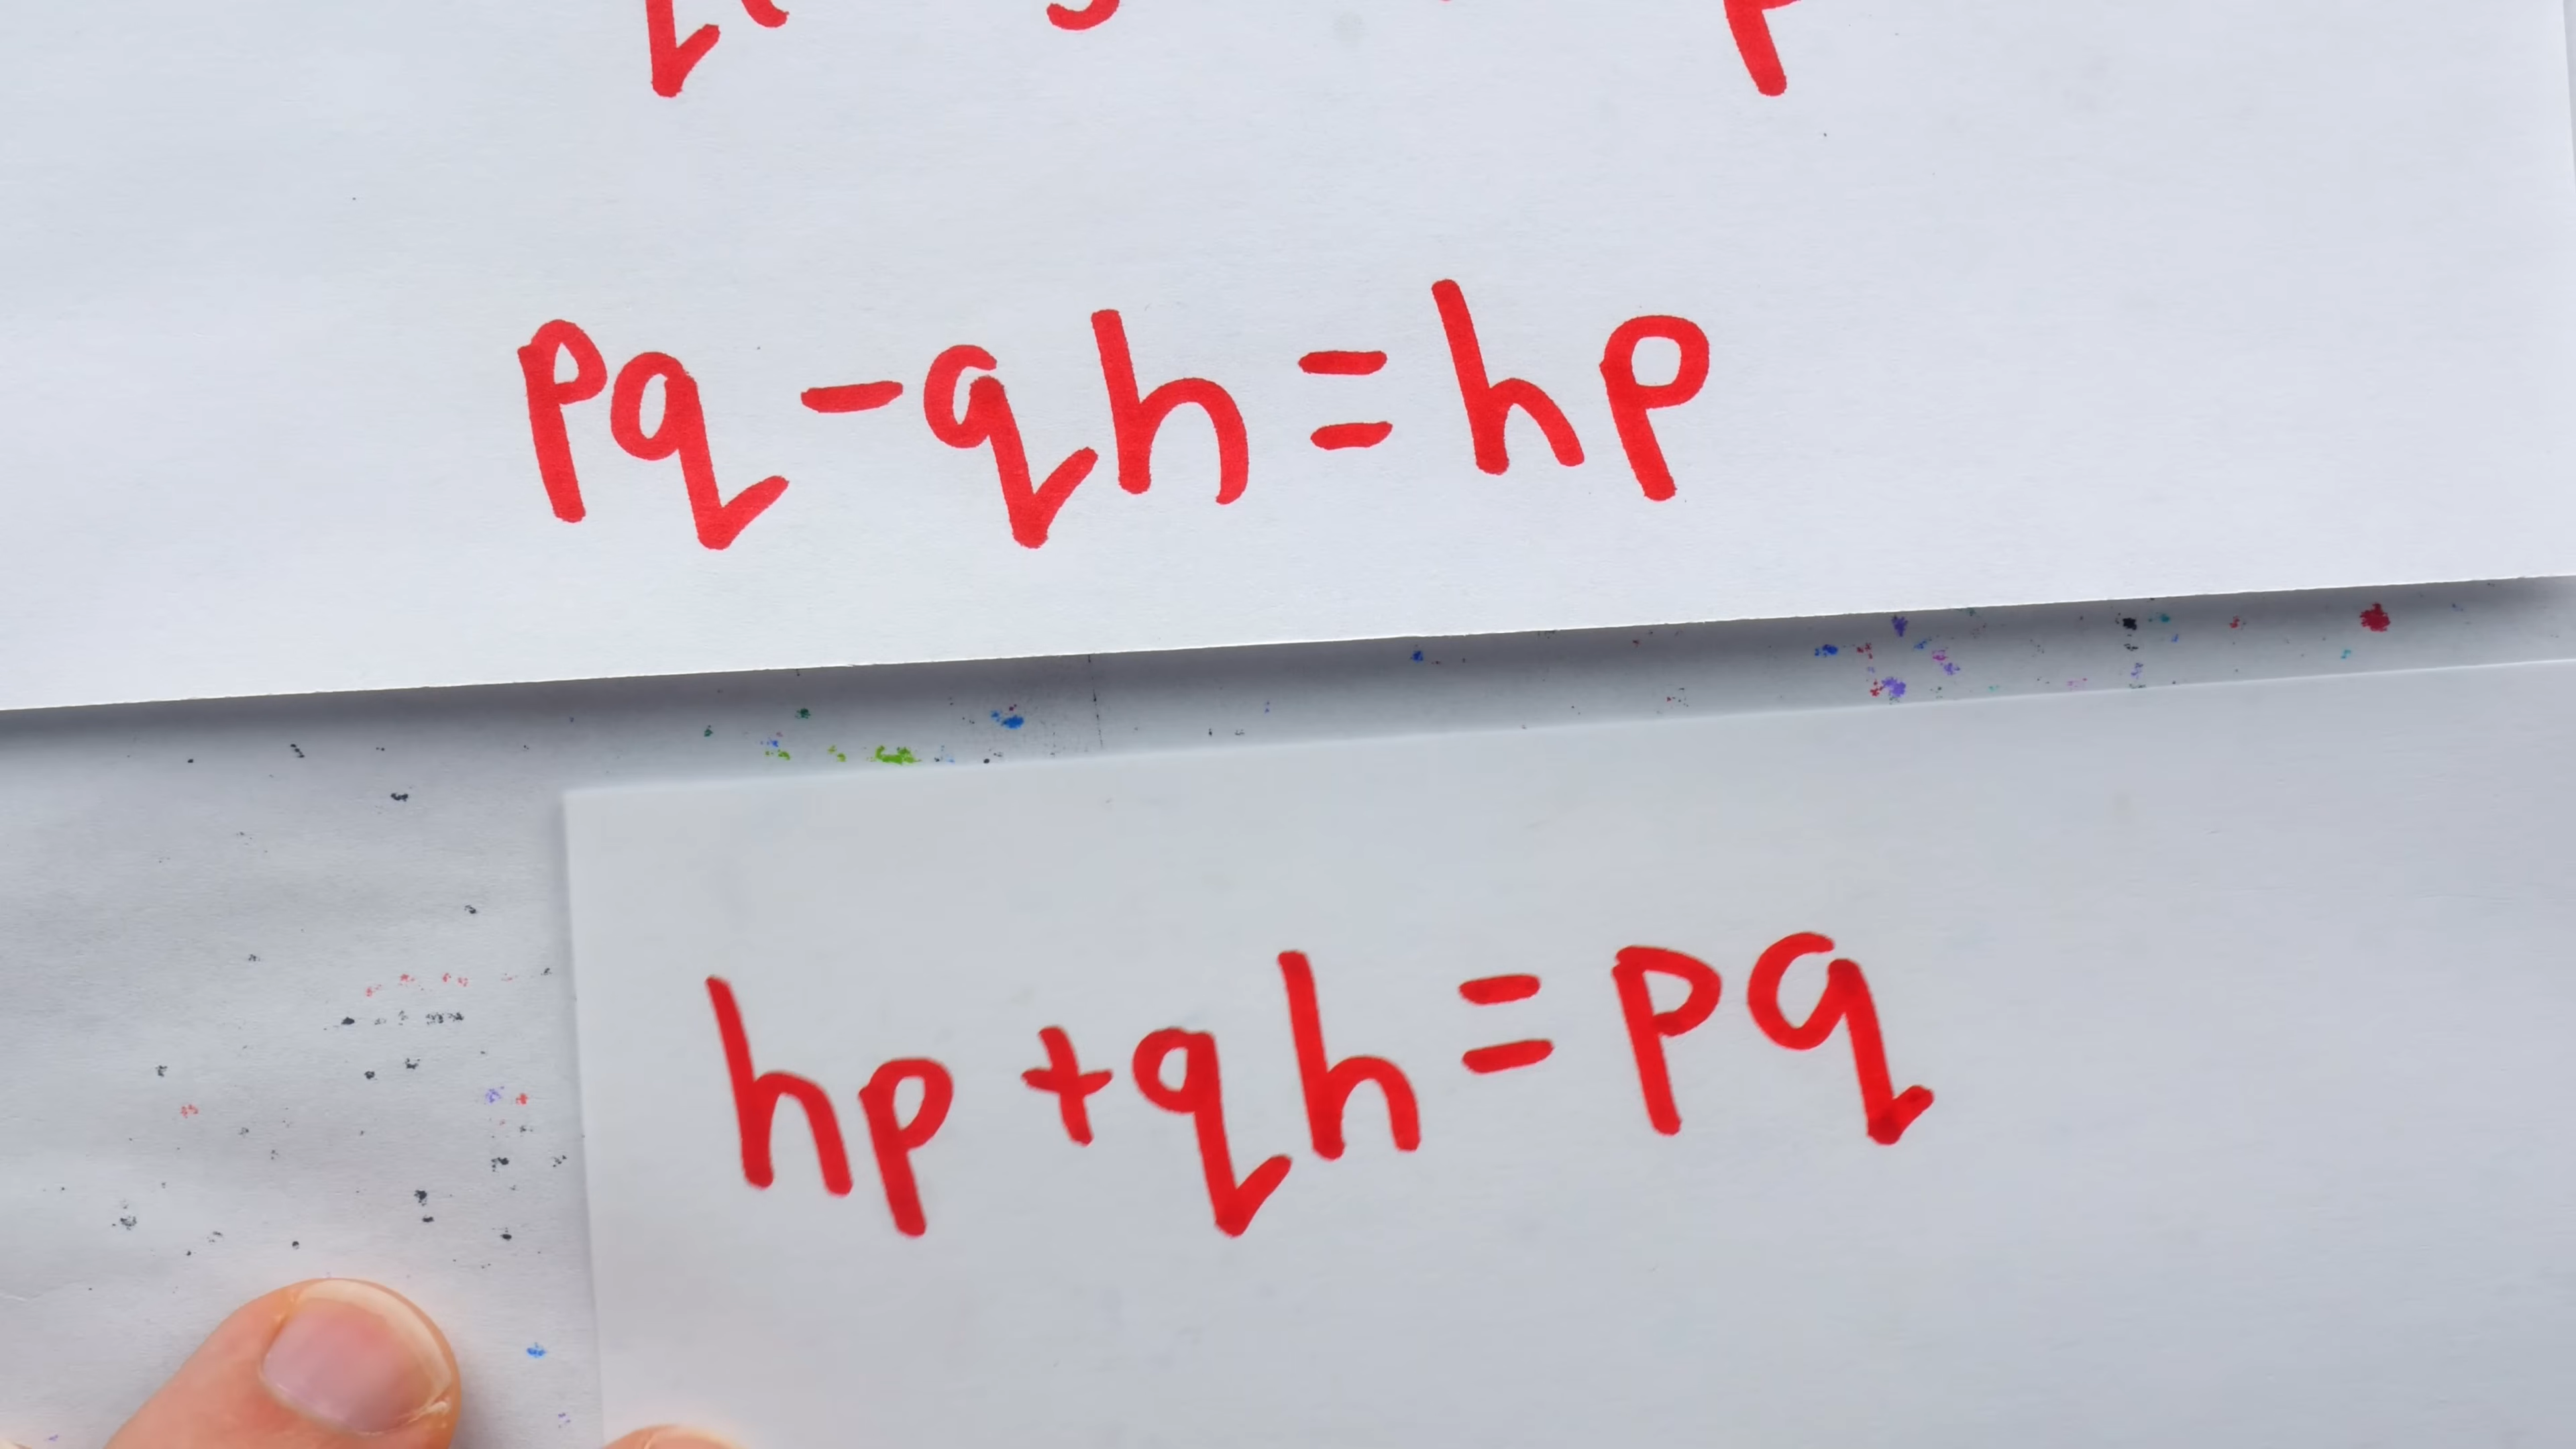 pq - qh = hp
hp + qh = pq